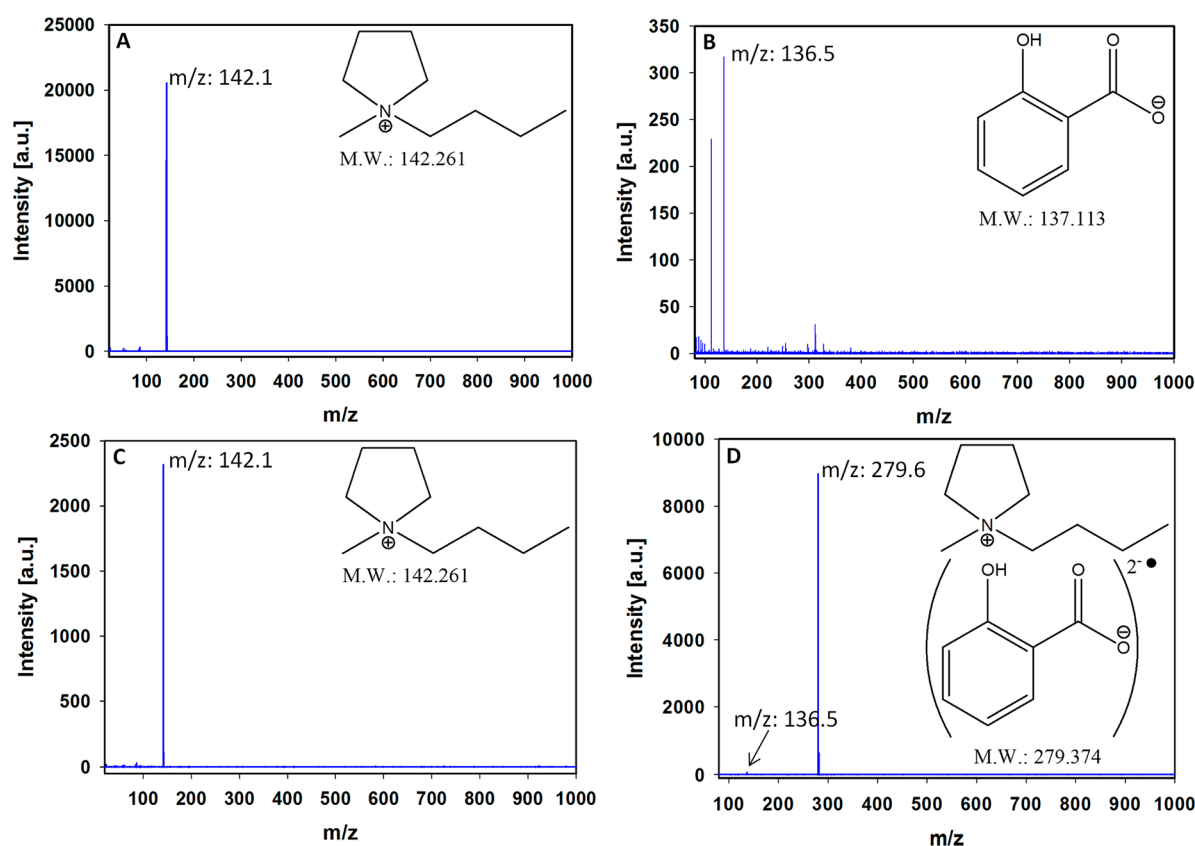 A
25000
20000
15000
10000
5000
0
Intensity [a.u.]
m/z: 142.1
N
⊕
M.W.: 142.261
100 200 300 400 500 600 700 800 900 1000
m/z
B
350
300
250
200
150
100
50
0
Intensity [a.u.]
m/z: 136.5
OH
O
⊖
O
M.W.: 137.113
100 200 300 400 500 600 700 800 900 1000
m/z
C
2500
2000
1500
1000
500
0
Intensity [a.u.]
m/z: 142.1
N
⊕
M.W.: 142.261
100 200 300 400 500 600 700 800 900 1000
m/z
D
10000
8000
6000
4000
2000
0
Intensity [a.u.]
m/z: 279.6
N
⊕
2-●
OH
O
⊖
O
m/z: 136.5
M.W.: 279.374
100 200 300 400 500 600 700 800 900 1000
m/z